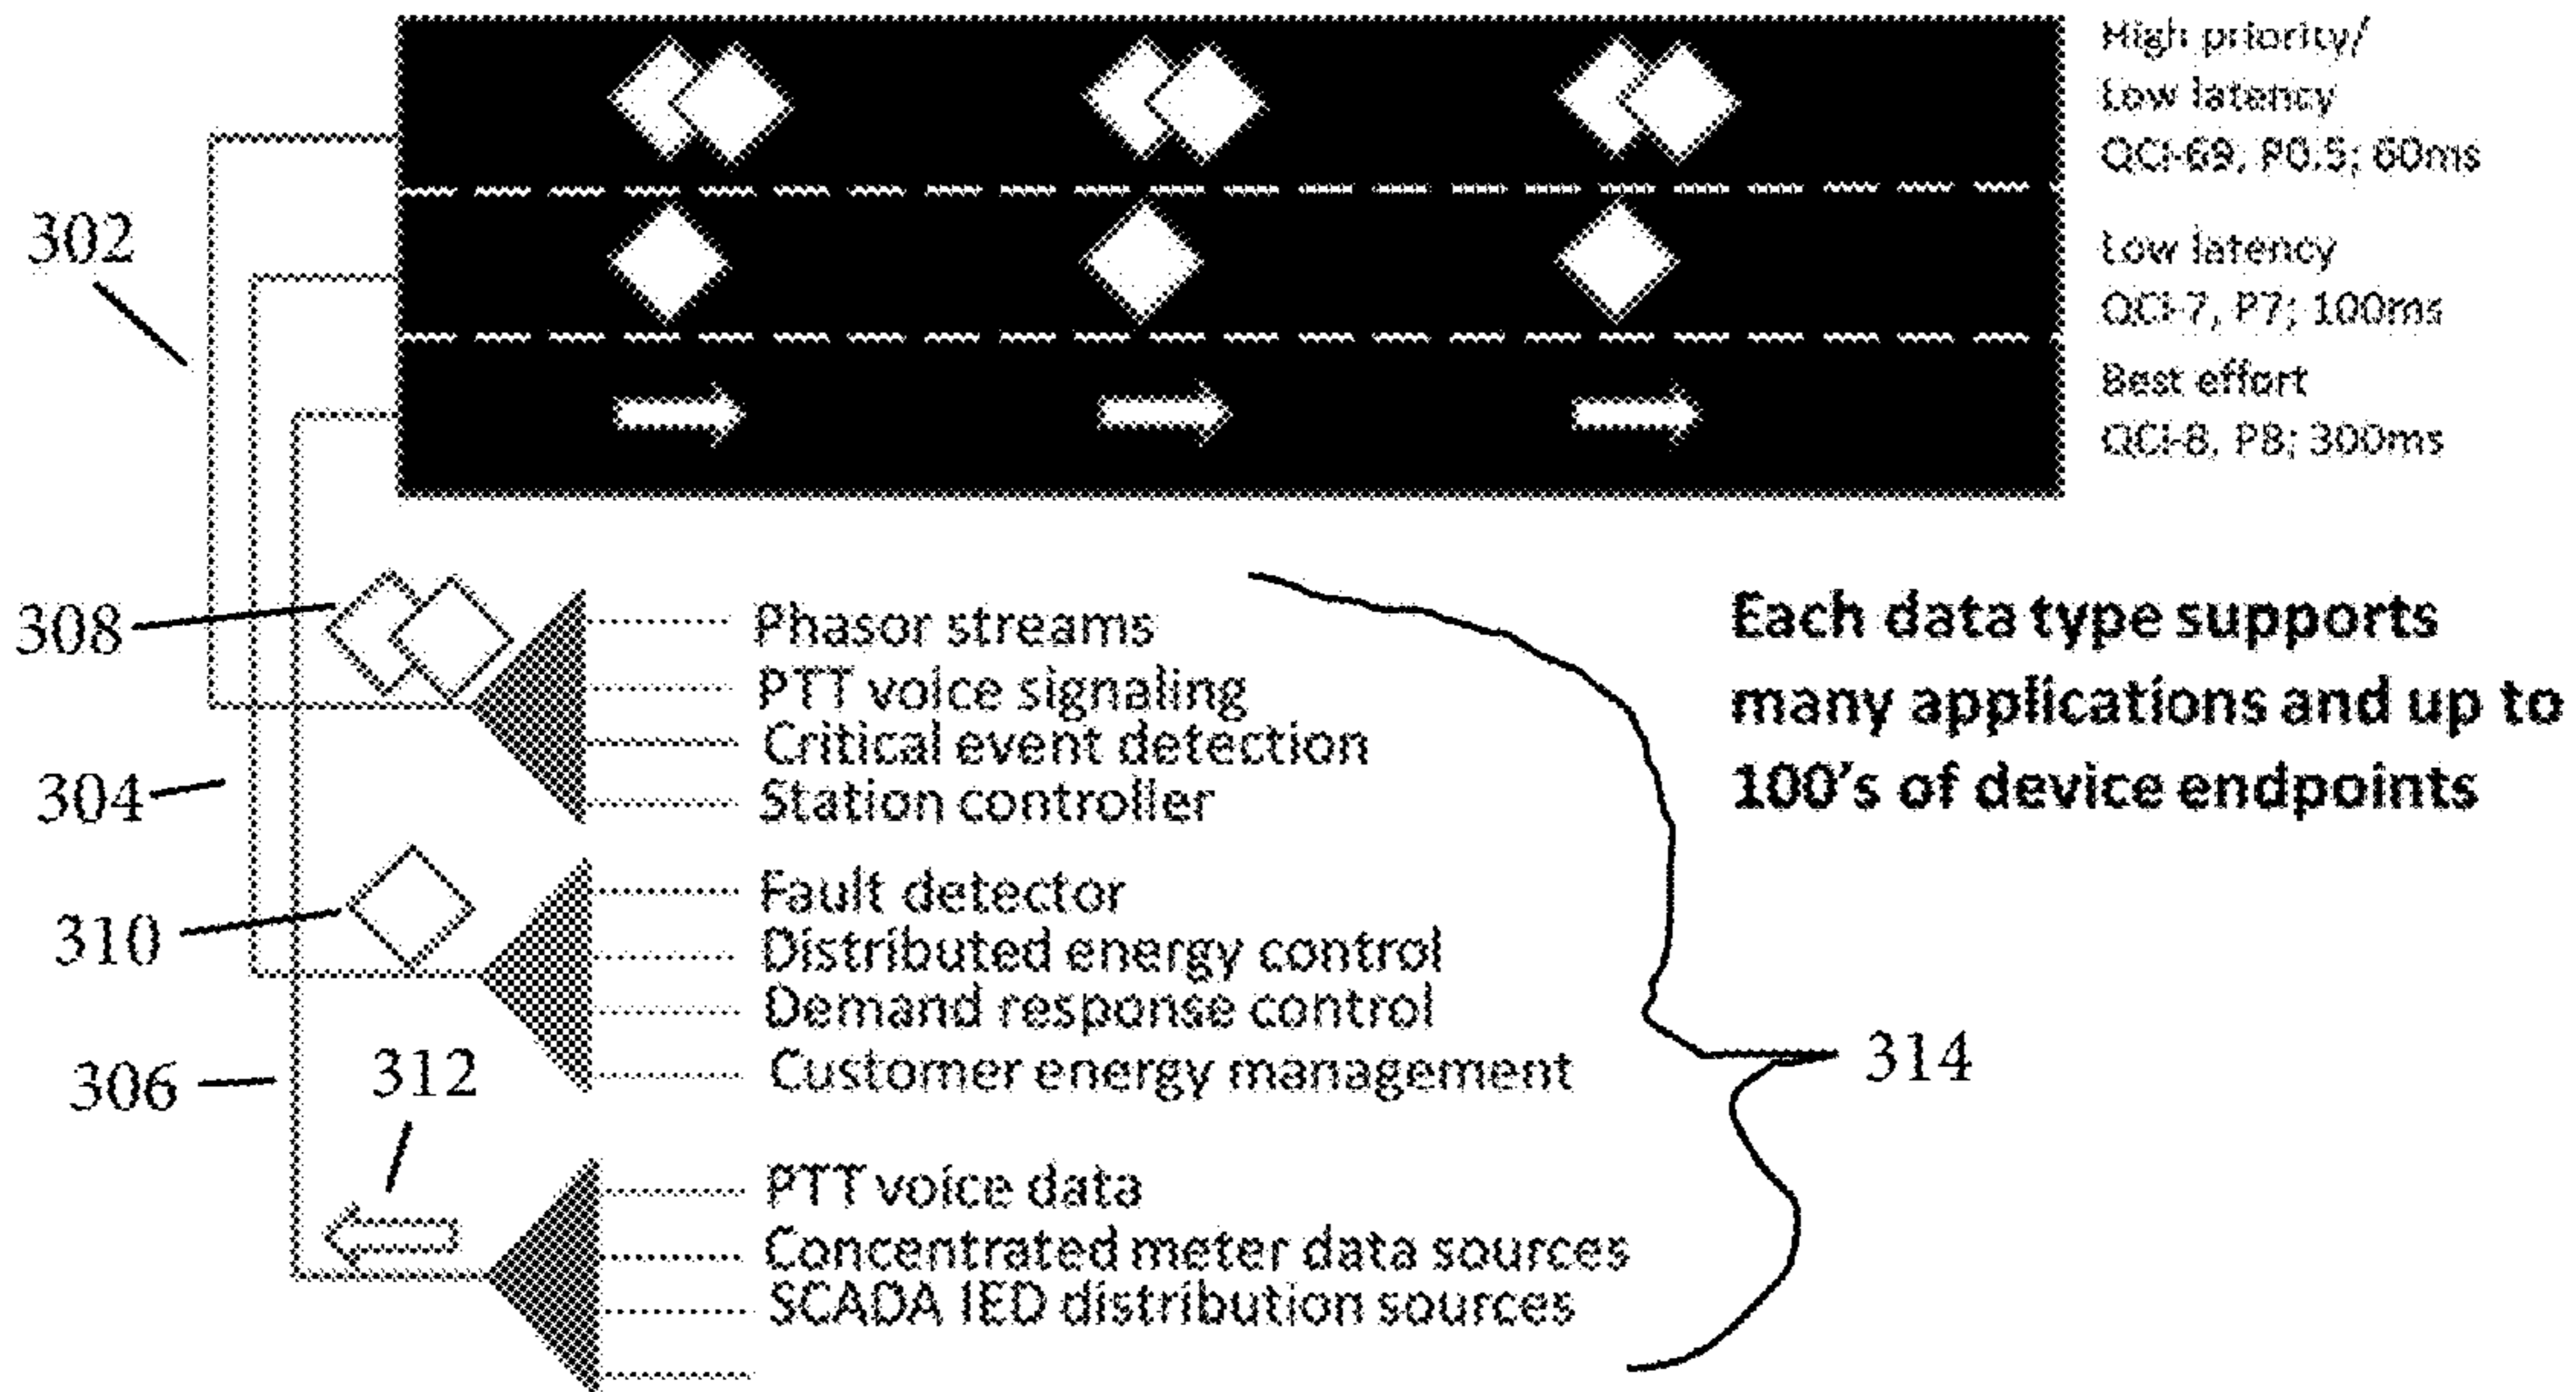 High priority/
Low latency
QCI-69, P0.5; 60ms
302
Low latency
QCI-7, P7; 100ms
Best effort
QCI-8, P8; 300ms
308
Phasor streams
PTT voice signaling
Critical event detection
Station controller
Each data type supports
many applications and up to
100's of device endpoints
304
310
Fault detector
Distributed energy control
Demand response control
Customer energy management
314
306
312
PTT voice data
Concentrated meter data sources
SCADA IED distribution sources